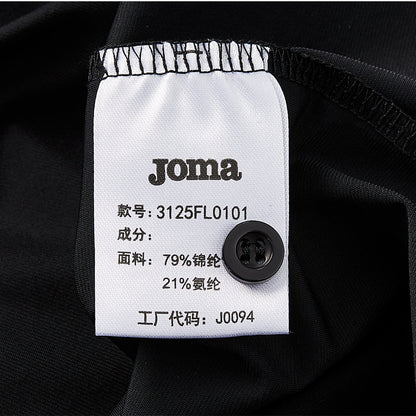 Joma
款号: 3125FL0101
成分:
面料: 79%锦纶
21%氨纶
工厂代码: J0094